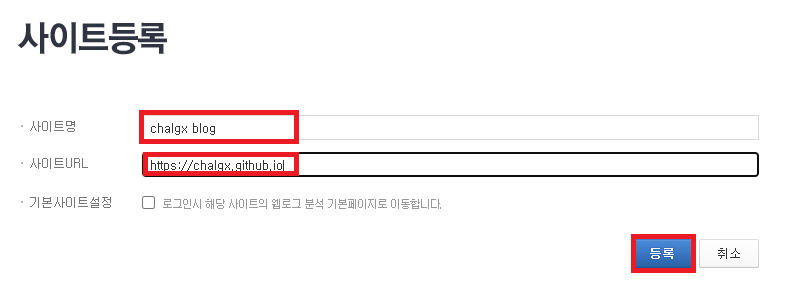 사이트등록
· 사이트명
chalgx blog
· 사이트URL
https://chalgx.github.io
· 기본사이트설정
로그인시 해당 사이트의 웹로그 분석 기본페이지로 이동합니다.
등록 취소